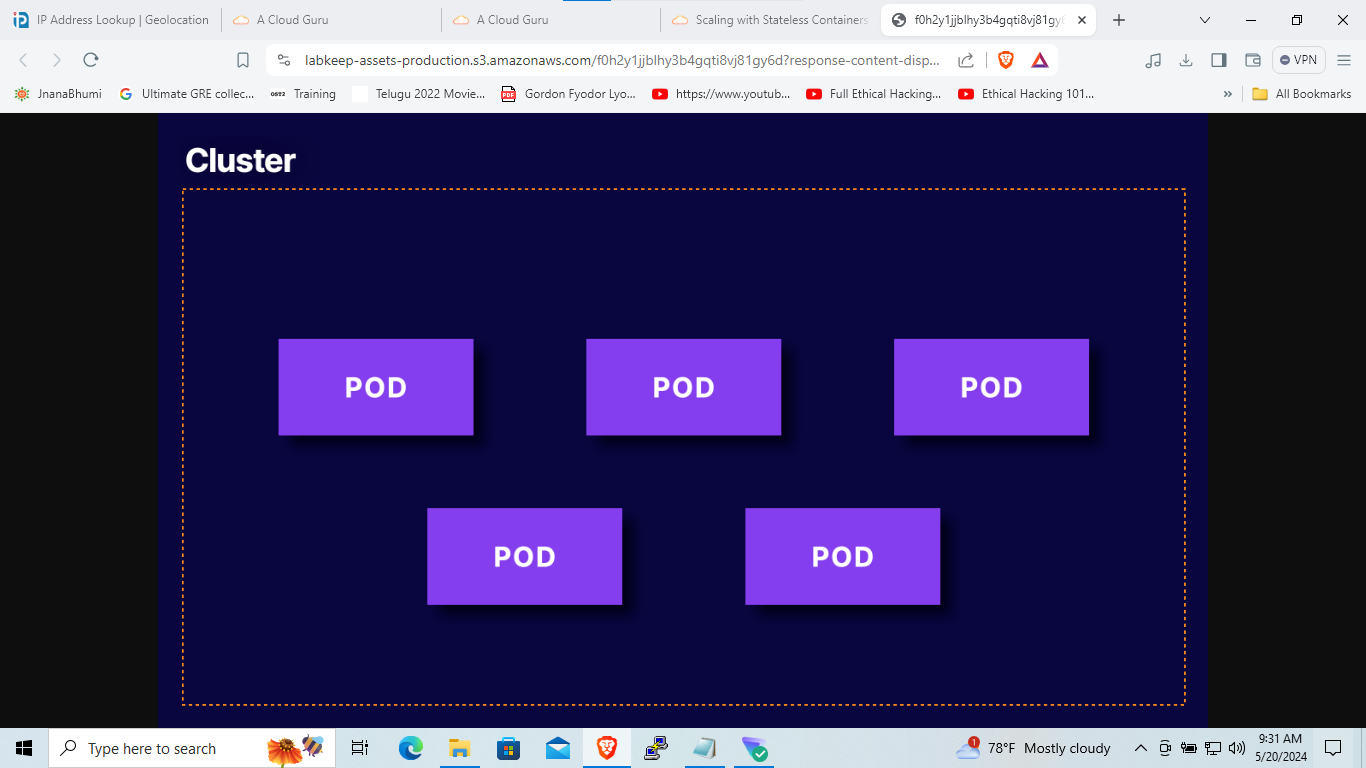 IP Address Lookup | Geolocation
A Cloud Guru
A Cloud Guru
Scaling with Stateless Containers
f0h2y1jjblhy3b4gqti8vj81gy6
labkeep-assets-production.s3.amazonaws.com/f0h2y1jjblhy3b4gqti8vj81gy6d?response-content-disp...
VPN
JnanaBhumi
Ultimate GRE collec...
Training
Telugu 2022 Movie...
PDF
Gordon Fyodor Lyo...
https://www.youtub...
Full Ethical Hacking...
Ethical Hacking 101...
»
All Bookmarks
Cluster
POD POD POD
POD POD
Type here to search
1
78°F Mostly cloudy
9:31 AM
5/20/2024